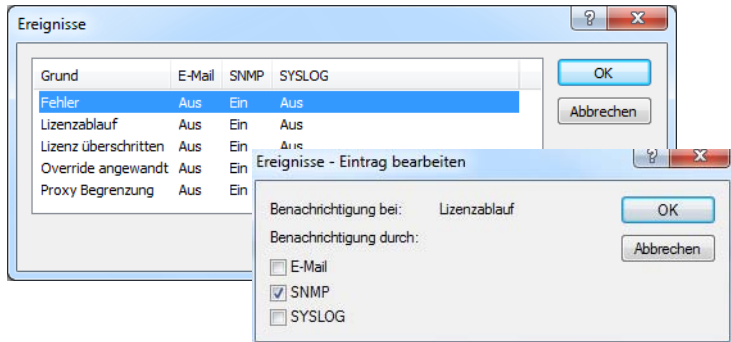 Ereignisse
Grund E-Mail SNMP SYSLOG
Fehler Aus Ein Aus
Lizenzablauf Aus Ein Aus
Lizenz überschritten Aus Ein Aus
Override angewandt Aus Ein
Proxy Begrenzung Aus Ein
OK
Abbrechen
Ereignisse - Eintrag bearbeiten
Benachrichtigung bei: Lizenzablauf
Benachrichtigung durch:
E-Mail
SNMP
SYSLOG
OK
Abbrechen